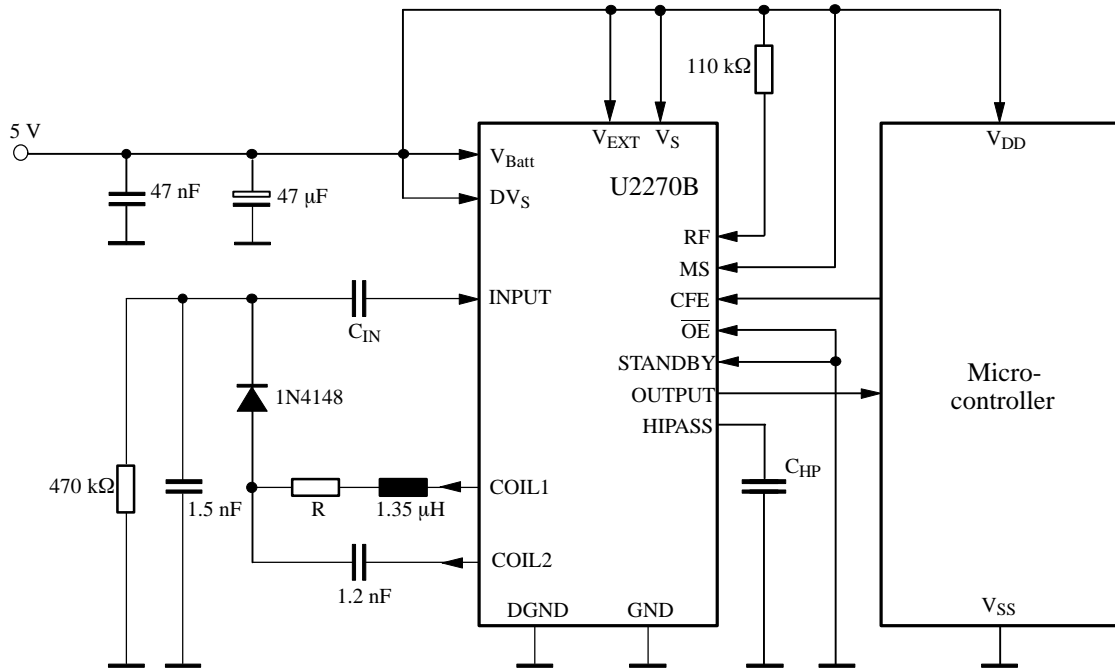 110 kΩ
5 V
V_EXT V_S
V_DD
V_Batt
U2270B
47 nF
47 µF
DV_S
RF
MS
INPUT
CFE
C_IN
O̅E̅
STANDBY
1N4148
OUTPUT
Micro-
controller
HIPASS
C_HP
470 kΩ
COIL1
1.5 nF
R
1.35 µH
COIL2
1.2 nF
DGND
GND
V_SS